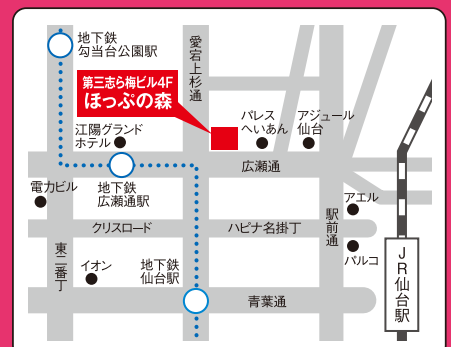 地下鉄
勾当台公園駅
愛宕上杉通
第三志ら梅ビル4F
ほっぷの森
江陽グランド
ホテル
パレス
へいあん
アジュール
仙台
広瀬通
地下鉄
広瀬通駅
電力ビル
アエル
クリスロード
ハピナ名掛丁
駅前通
東二番丁
イオン
地下鉄
仙台駅
パルコ
JR仙台駅
青葉通